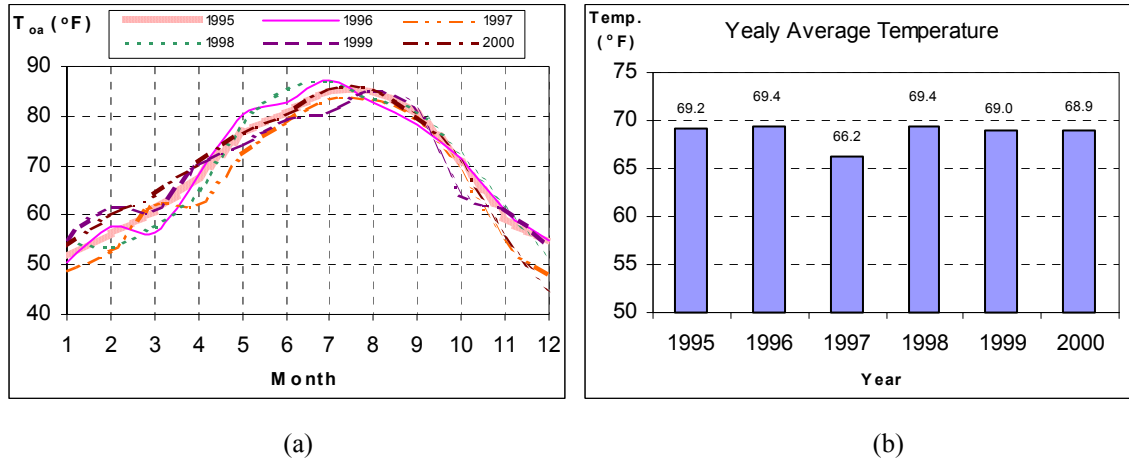 T oa (°F)
1995 1996 1997
1998 1999 2000
90
80
70
60
50
40
1 2 3 4 5 6 7 8 9 10 11 12
Month
(a)
Temp.
(°F)
Yealy Average Temperature
75
70
65
60
55
50
69.2 69.4 66.2 69.4 69.0 68.9
1995 1996 1997 1998 1999 2000
Year
(b)